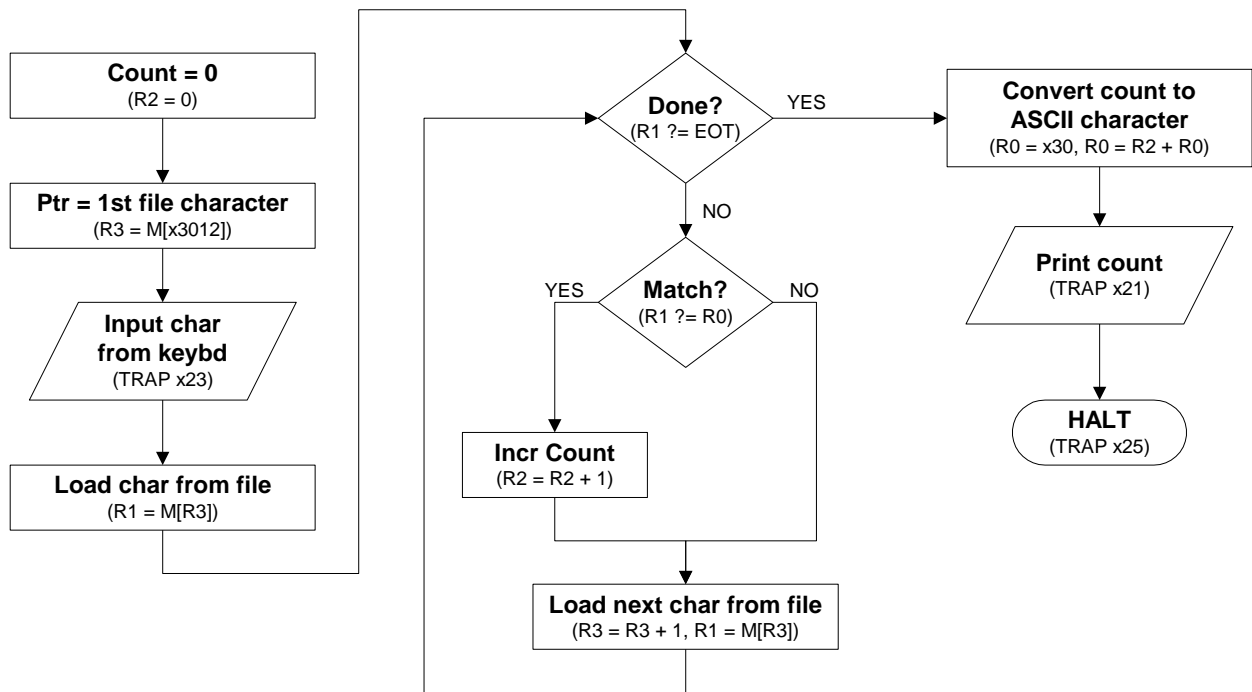 Count = 0
(R2 = 0)
Ptr = 1st file character
(R3 = M[x3012])
Input char
from keybd
(TRAP x23)
Load char from file
(R1 = M[R3])
Done?
(R1 ?= EOT)
YES
NO
Match?
(R1 ?= R0)
YES
NO
Incr Count
(R2 = R2 + 1)
Load next char from file
(R3 = R3 + 1, R1 = M[R3])
Convert count to
ASCII character
(R0 = x30, R0 = R2 + R0)
Print count
(TRAP x21)
HALT
(TRAP x25)